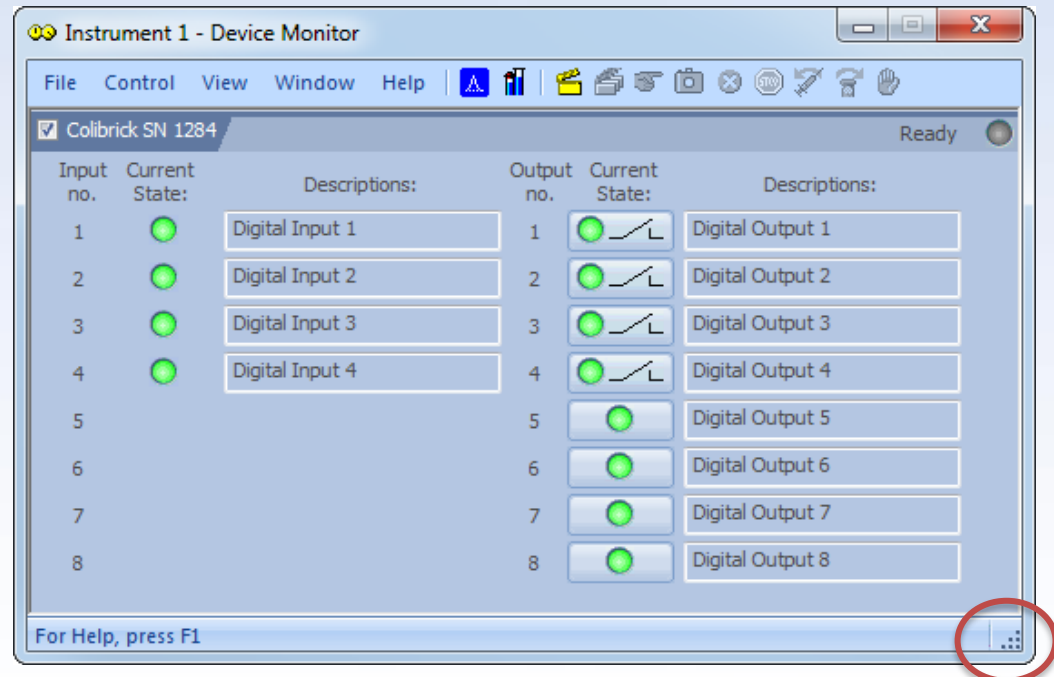 Instrument 1 - Device Monitor
File Control View Window Help
Colibrick SN 1284
Ready
Input no. Current State: Descriptions: Output no. Current State: Descriptions:
1 Digital Input 1 1 Digital Output 1
2 Digital Input 2 2 Digital Output 2
3 Digital Input 3 3 Digital Output 3
4 Digital Input 4 4 Digital Output 4
5 5 Digital Output 5
6 6 Digital Output 6
7 7 Digital Output 7
8 8 Digital Output 8
For Help, press F1